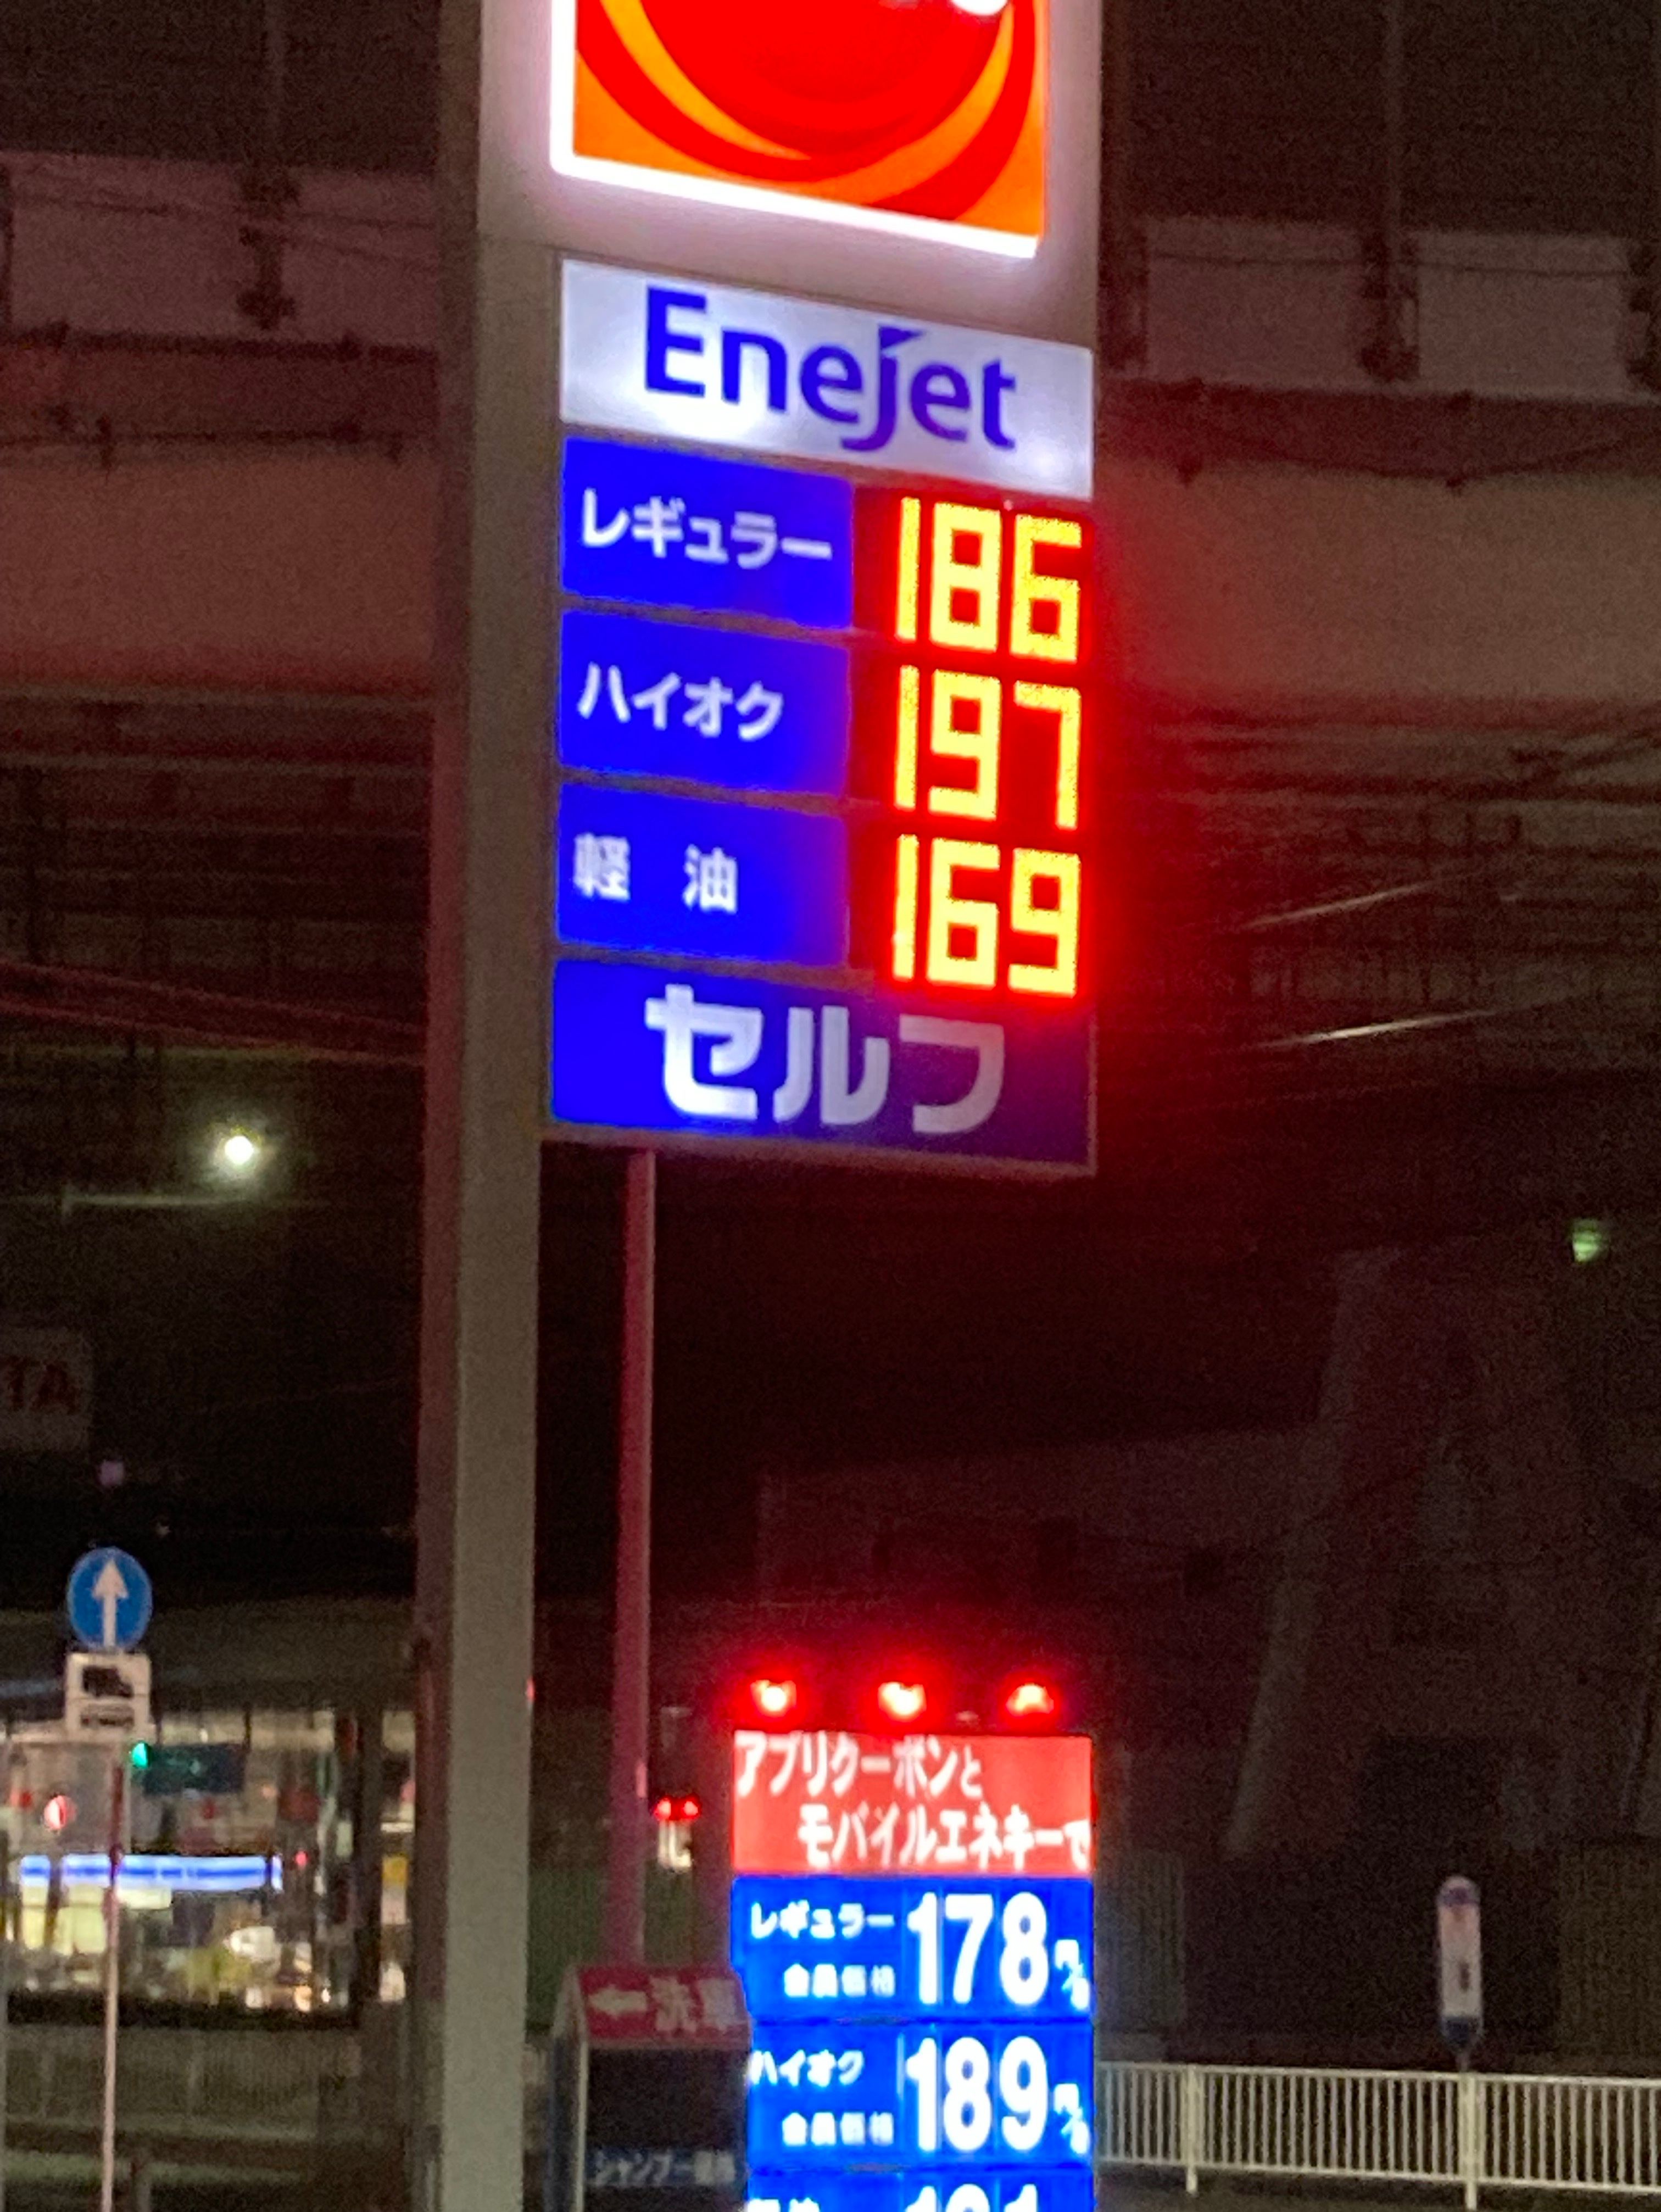 Enejet
レギュラー 186
ハイオク 197
軽 油 169
セルフ
TA
アプリクーポンと
モバイルエネキーで
レギュラー 178
会員価格
ハイオク 189
会員価格
←洗車